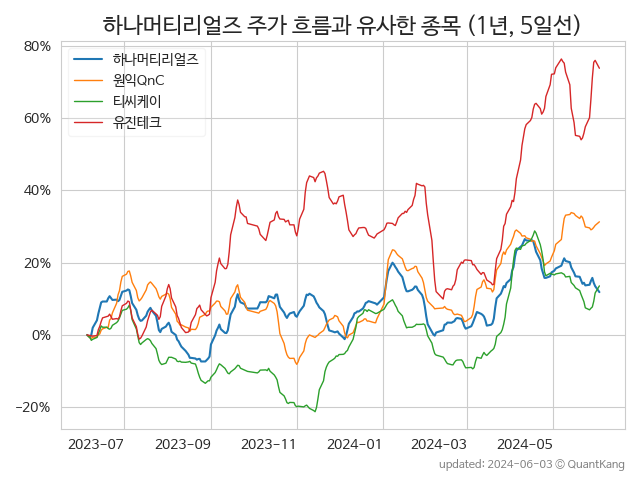 하나머티리얼즈 주가 흐름과 유사한 종목 (1년, 5일선)
80%
60%
40%
20%
0%
−20%
하나머티리얼즈
원익QnC
티씨케이
유진테크
2023-07 2023-09 2023-11 2024-01 2024-03 2024-05
updated: 2024-06-03 ⓒ QuantKang